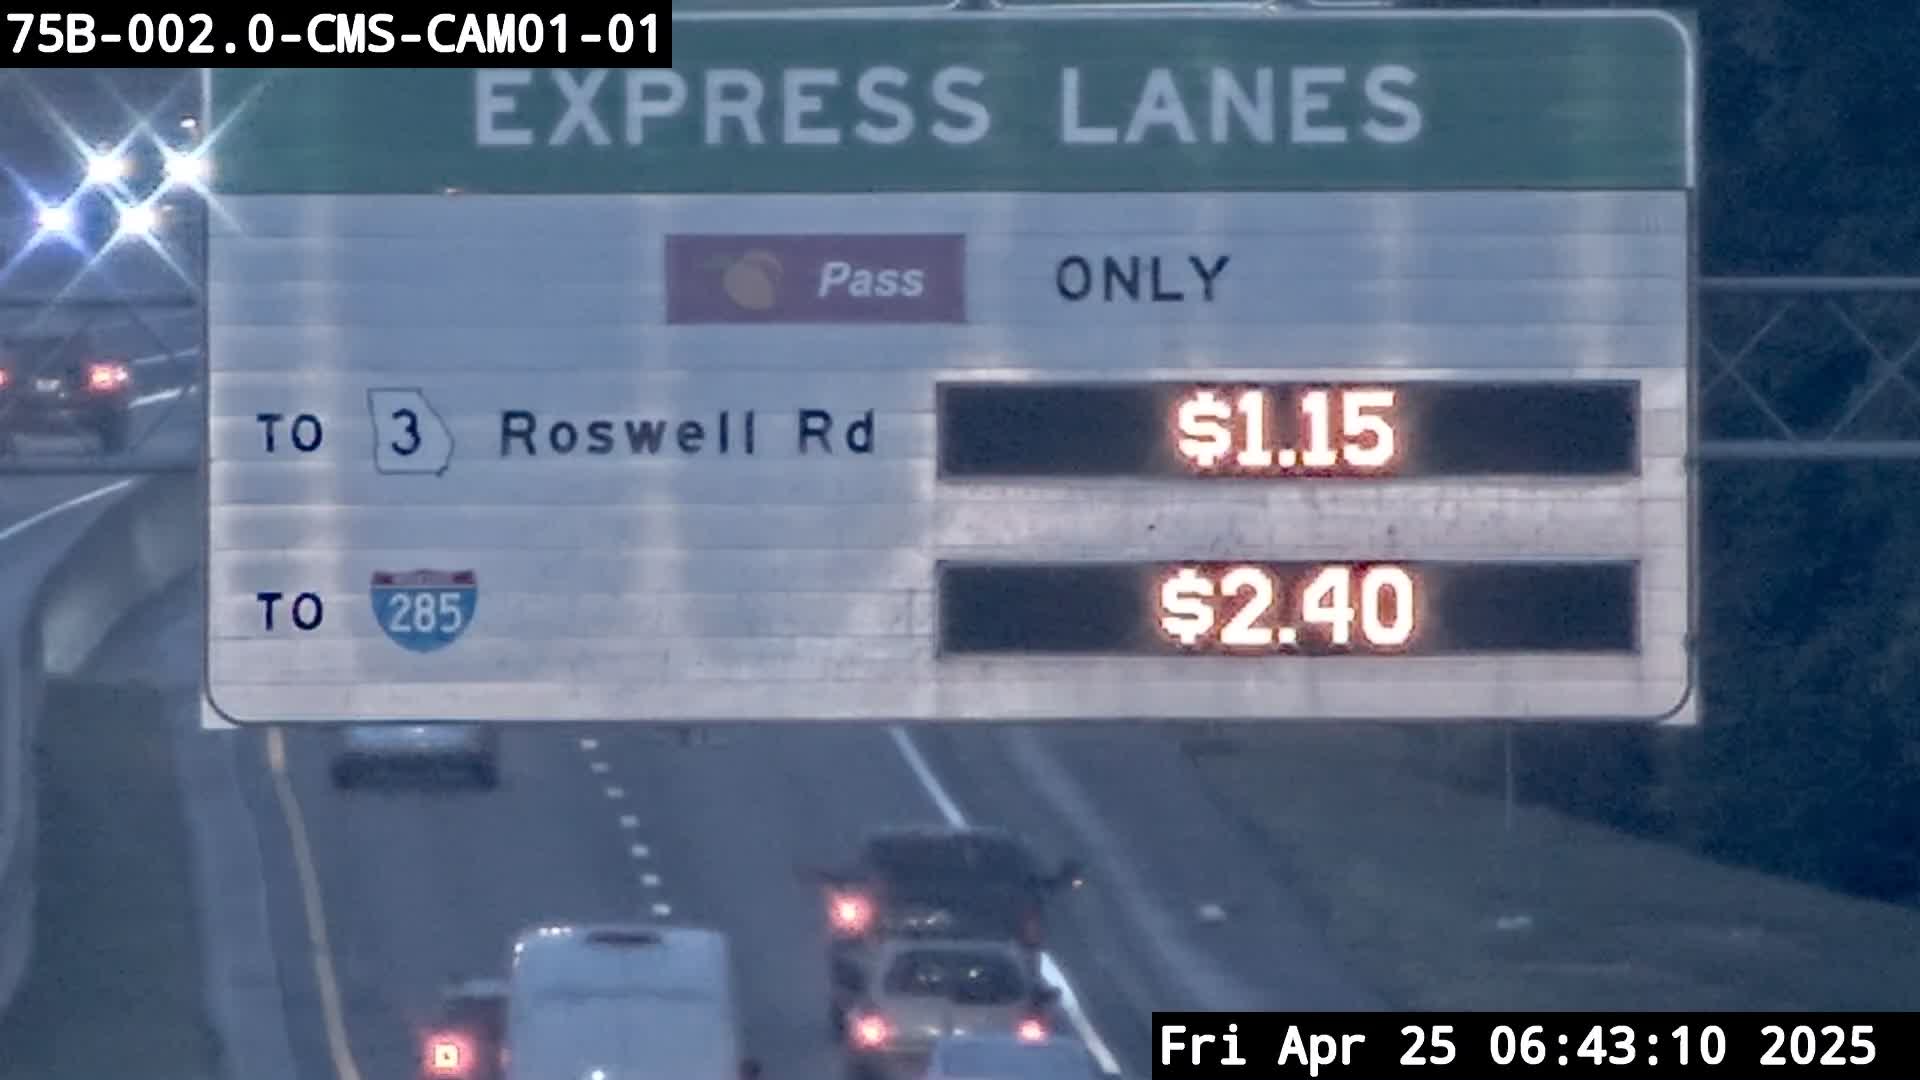 75B-002.0-CMS-CAM01-01
EXPRESS LANES
Pass ONLY
TO 3 Roswell Rd $1.15
TO 285 $2.40
Fri Apr 25 06:43:10 2025